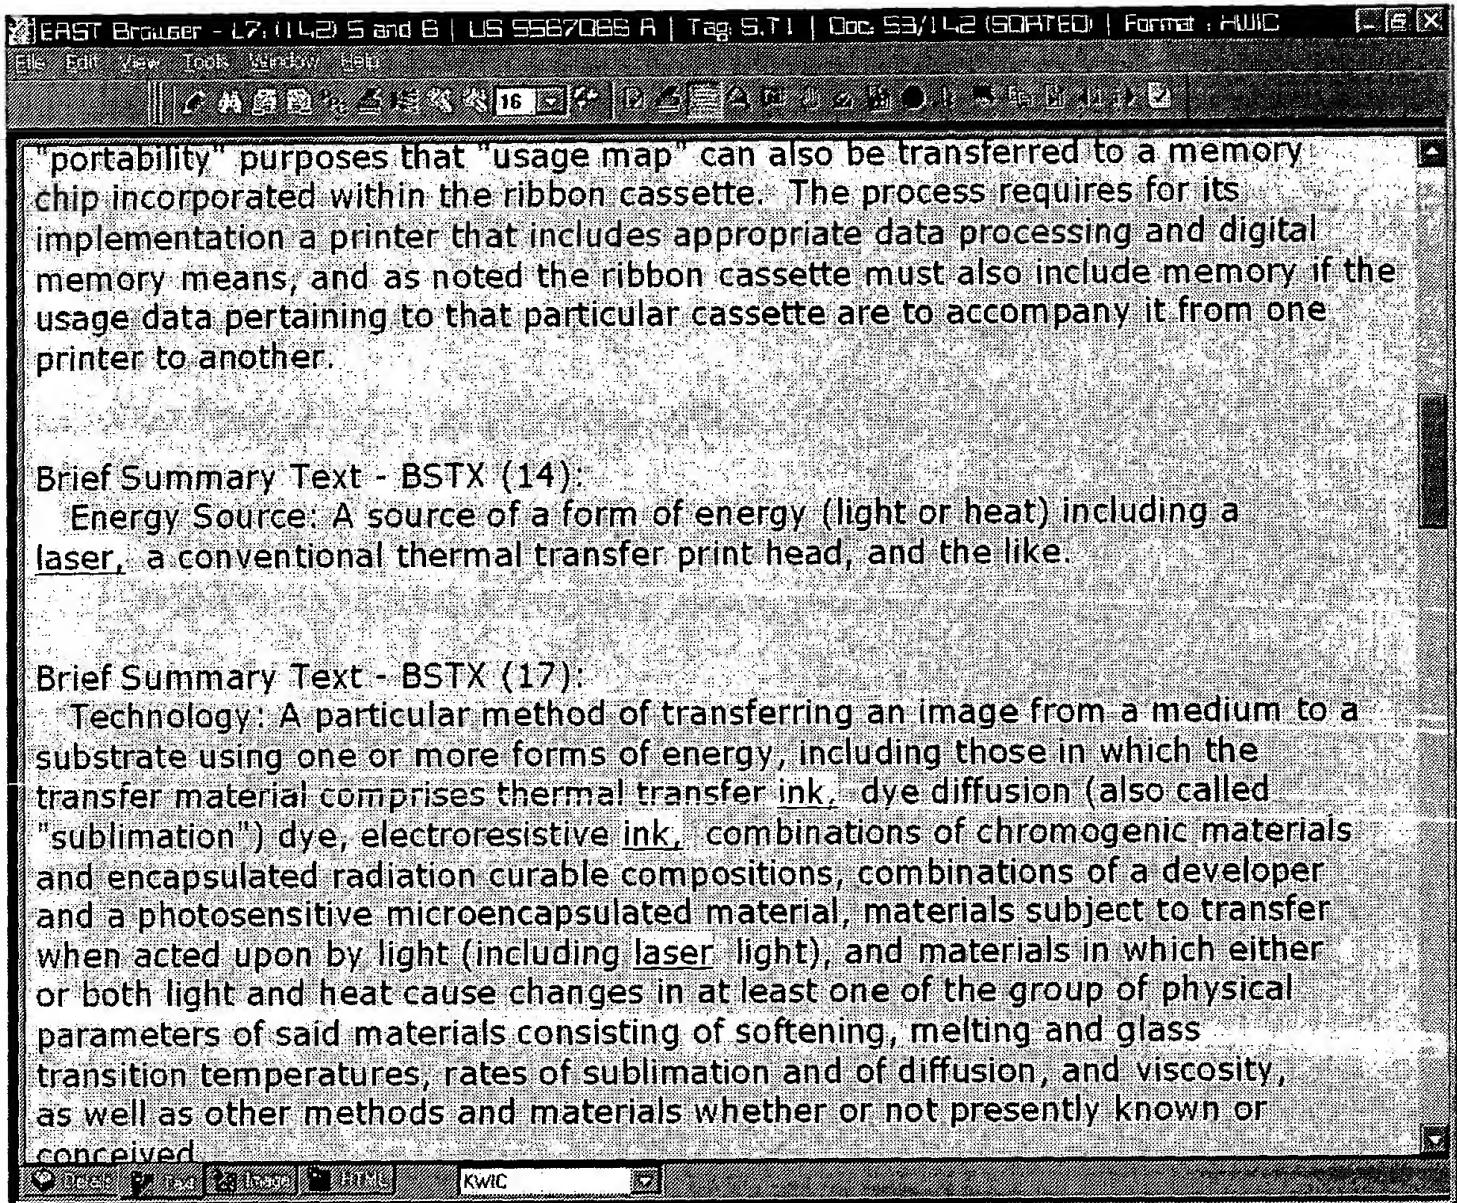 EAST Browser - L7: (142) 5 and 6 | US 5567066 A | Tag: S.T1 | Doc: 53/142 (SORTED) | Format : KWIC
File Edit View Tools Window Help
16
"portability" purposes that "usage map" can also be transferred to a memory
chip incorporated within the ribbon cassette. The process requires for its
implementation a printer that includes appropriate data processing and digital
memory means, and as noted the ribbon cassette must also include memory if the
usage data pertaining to that particular cassette are to accompany it from one
printer to another.
Brief Summary Text - BSTX (14):
Energy Source: A source of a form of energy (light or heat) including a
laser, a conventional thermal transfer print head, and the like.
Brief Summary Text - BSTX (17):
Technology: A particular method of transferring an image from a medium to a
substrate using one or more forms of energy, including those in which the
transfer material comprises thermal transfer ink, dye diffusion (also called
"sublimation") dye, electroresistive ink, combinations of chromogenic materials
and encapsulated radiation curable compositions, combinations of a developer
and a photosensitive microencapsulated material, materials subject to transfer
when acted upon by light (including laser light), and materials in which either
or both light and heat cause changes in at least one of the group of physical
parameters of said materials consisting of softening, melting and glass
transition temperatures, rates of sublimation and of diffusion, and viscosity,
as well as other methods and materials whether or not presently known or
conceived
Details Text Image HTML KWIC